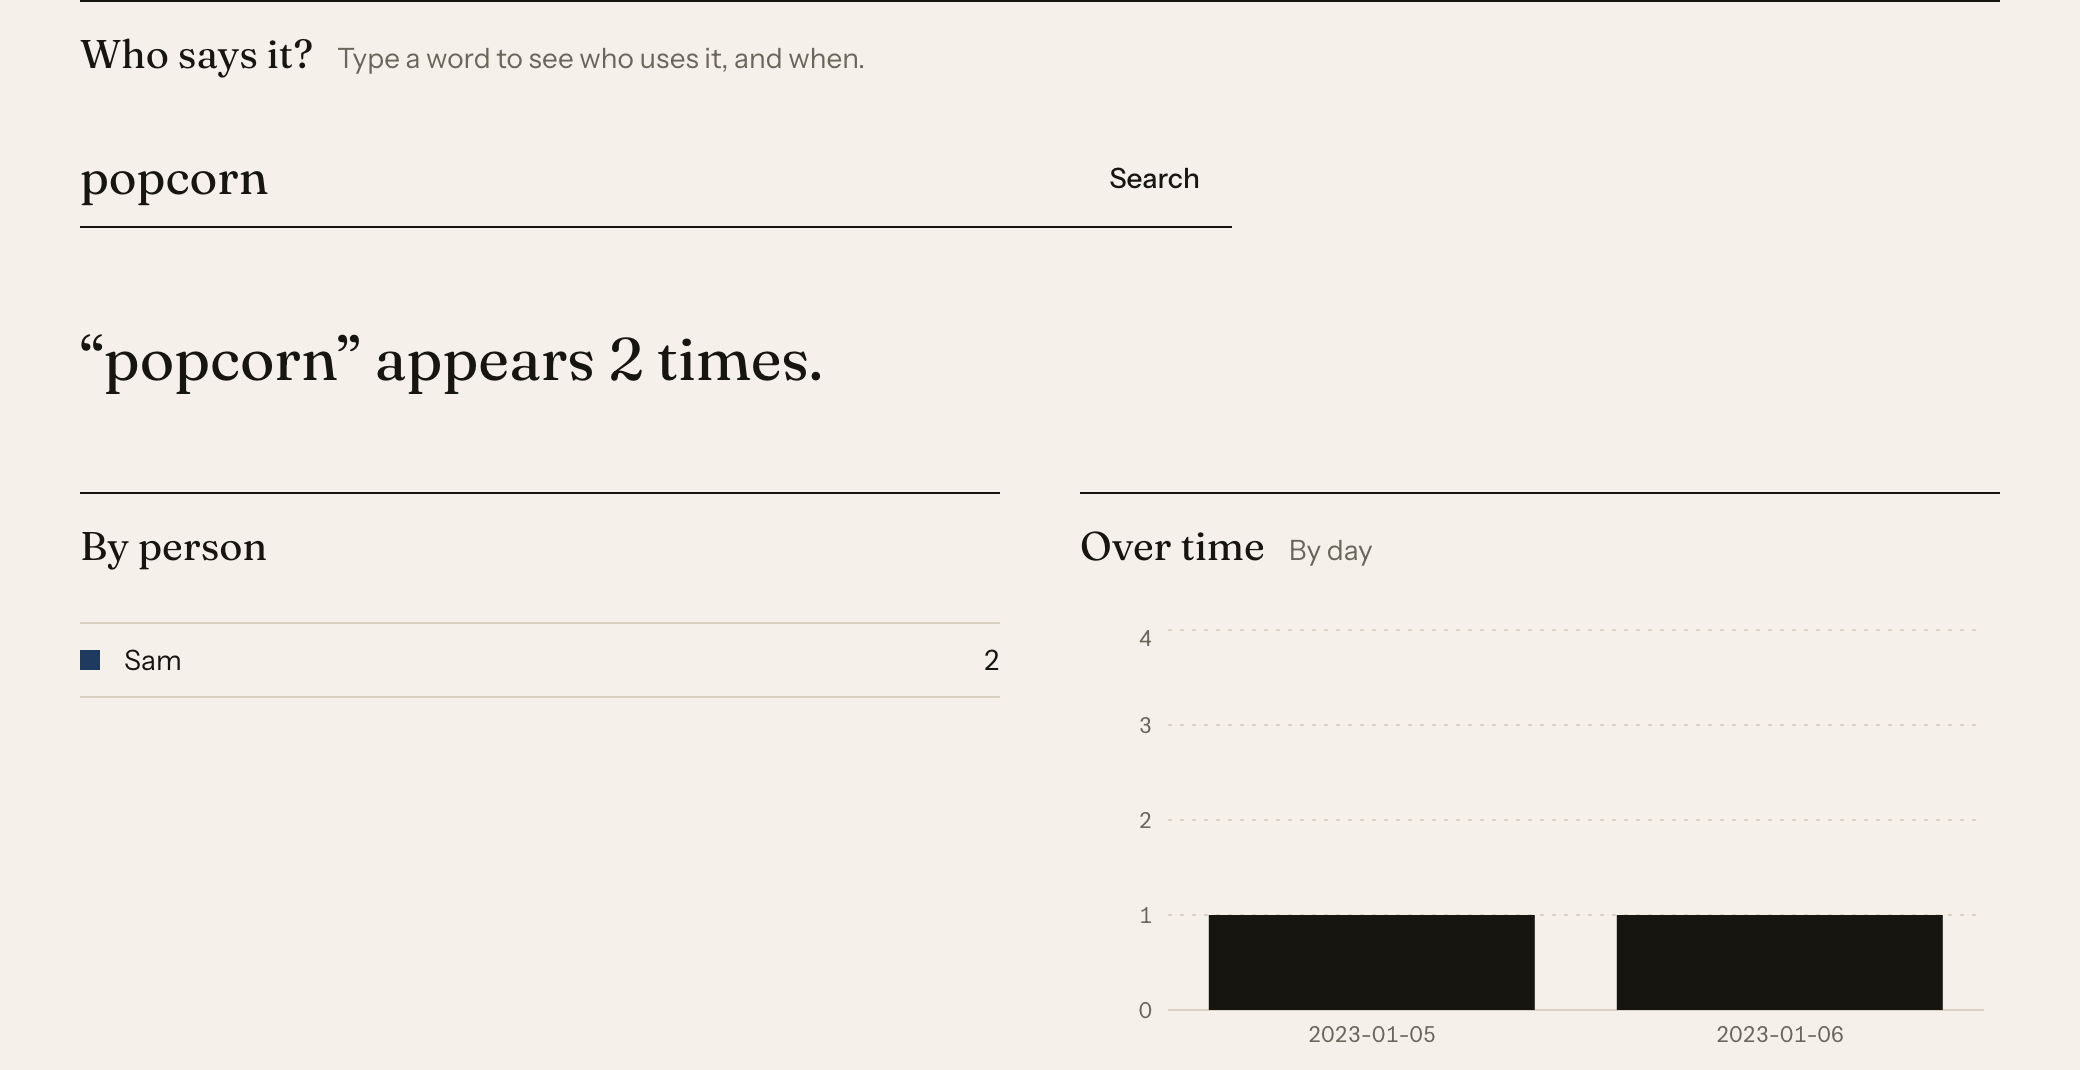 Who says it? Type a word to see who uses it, and when.
popcorn Search
“popcorn” appears 2 times.
By person
Sam 2
Over time By day
4
3
2
1
0
2023-01-05 2023-01-06